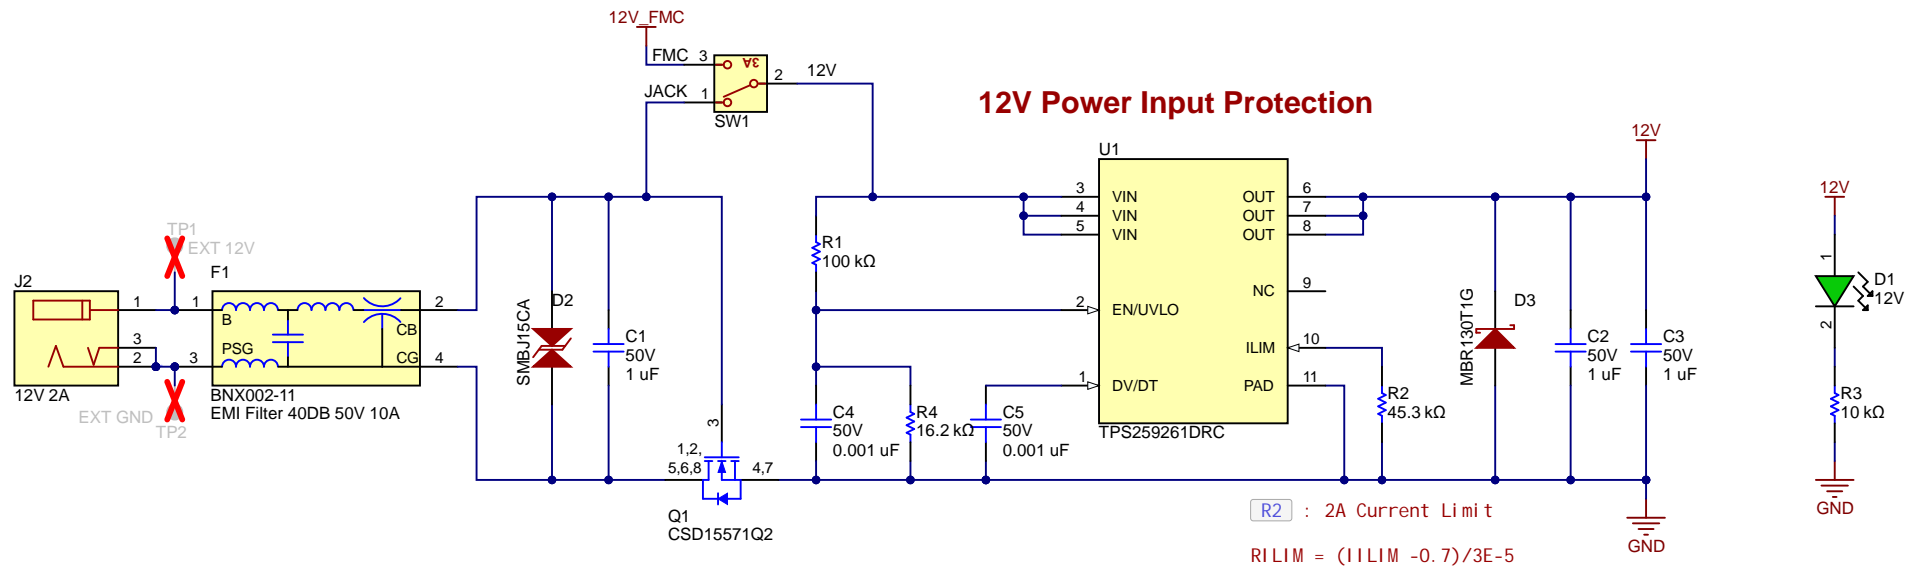 12V_FMC
FMC 3
3A
2 12V
JACK 1
SW1
12V Power Input Protection
U1
12V
3 VIN OUT 6
4 VIN OUT 7
5 VIN OUT 8
12V
TP1
EXT 12V
R1
100 kΩ
J2
F1
1 1 2
B CB
D2
SMBJ15CA
2 EN/UVLO
NC 9
MBR130T1G
D3
1
D1
12V
2
3
2 3 PSG CG 4
C1
50V
1 uF
ILIM 10
C2
50V
1 uF
C3
50V
1 uF
12V 2A
BNX002-11
EMI Filter 40DB 50V 10A
EXT GND
TP2
1 DV/DT
PAD 11
R2
45.3 kΩ
R3
10 kΩ
3
C4
50V
0.001 uF
R4
16.2 kΩ
C5
50V
0.001 uF
TPS259261DRC
1,2,
5,6,8
4,7
Q1
CSD15571Q2
R2 : 2A Current Limit
RILIM = (IILIM -0.7)/3E-5
GND
GND